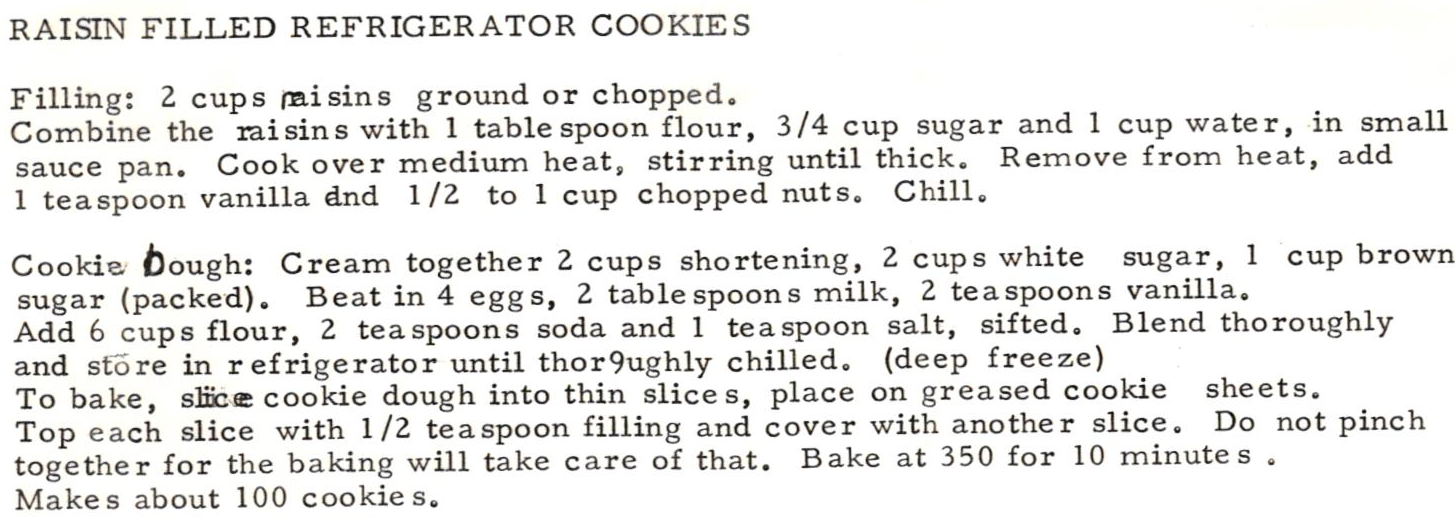 RAISIN FILLED REFRIGERATOR COOKIES
Filling: 2 cups raisins ground or chopped.
Combine the raisins with 1 tablespoon flour, 3/4 cup sugar and 1 cup water, in small
sauce pan. Cook over medium heat, stirring until thick. Remove from heat, add
1 teaspoon vanilla dnd 1/2 to 1 cup chopped nuts. Chill.
Cookie Dough: Cream together 2 cups shortening, 2 cups white sugar, 1 cup brown
sugar (packed). Beat in 4 eggs, 2 tablespoons milk, 2 teaspoons vanilla.
Add 6 cups flour, 2 teaspoons soda and 1 teaspoon salt, sifted. Blend thoroughly
and store in refrigerator until thor9ughly chilled. (deep freeze)
To bake, slice cookie dough into thin slices, place on greased cookie sheets.
Top each slice with 1/2 teaspoon filling and cover with another slice. Do not pinch
together for the baking will take care of that. Bake at 350 for 10 minutes.
Makes about 100 cookies.